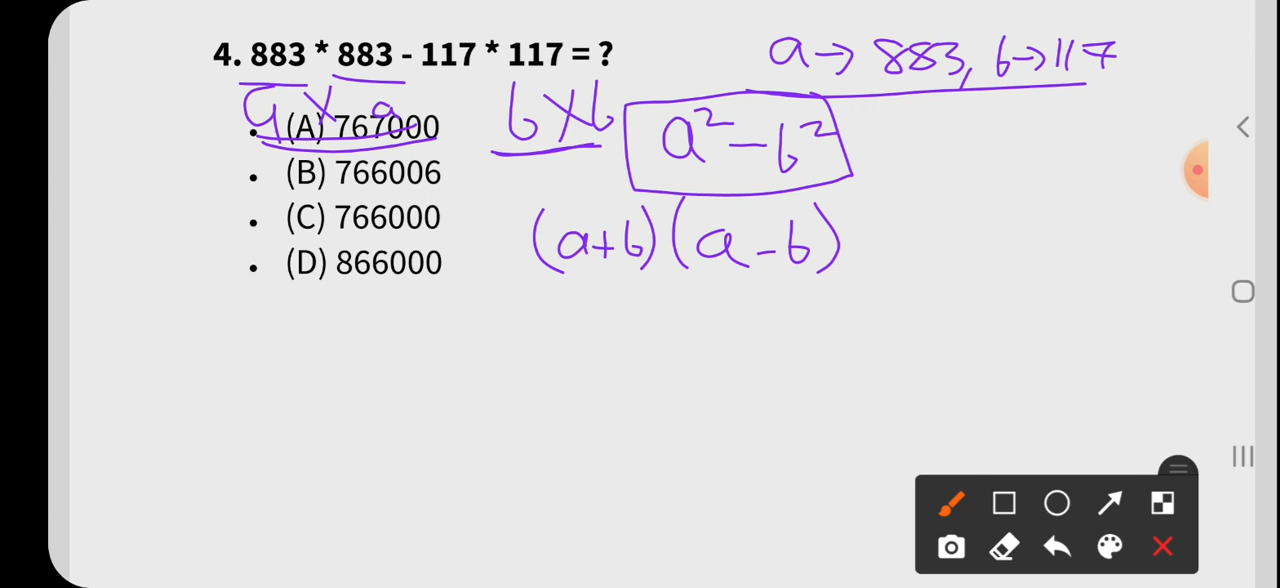 4. 883 * 883 - 117 * 117 = ?
a → 883, b → 117
a × a
b × b
a² - b²
(A) 767000
(B) 766006
(C) 766000
(D) 866000
(a+b)(a-b)